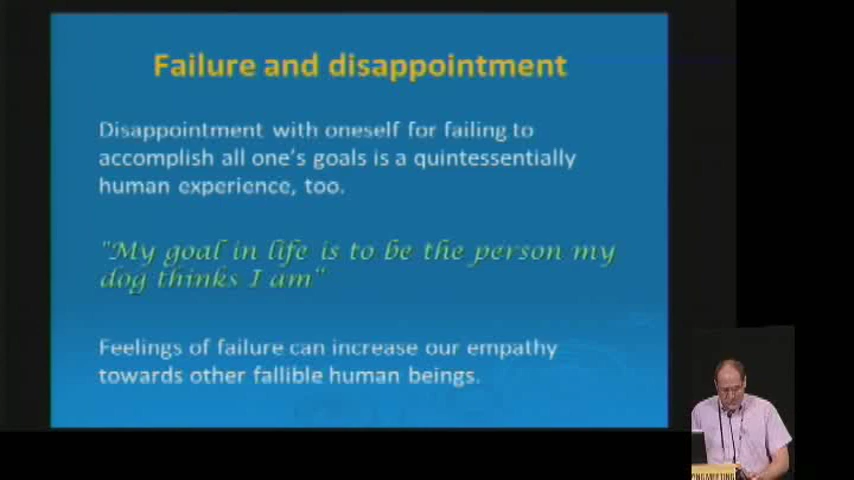 Failure and disappointment
Disappointment with oneself for failing to
accomplish all one's goals is a quintessentially
human experience, too.
"My goal in life is to be the person my
dog thinks I am"
Feelings of failure can increase our empathy
towards other fallible human beings.